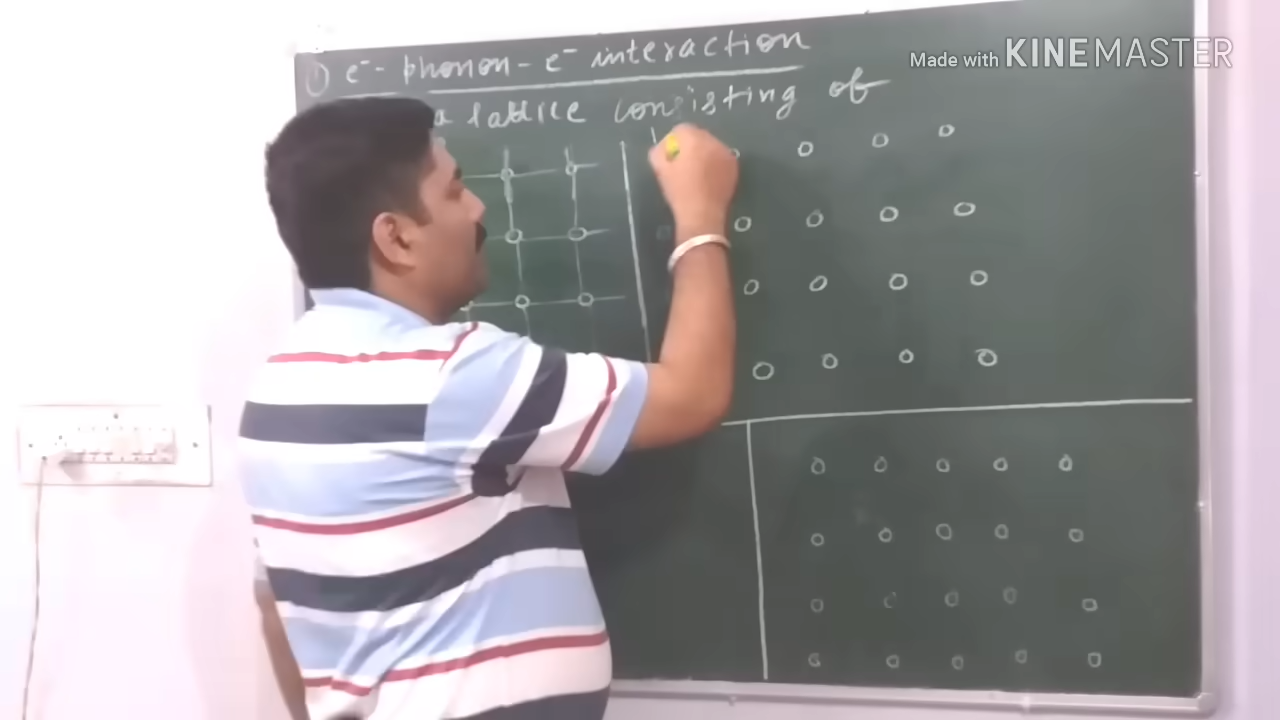 Made with KINEMASTER
1) e⁻ - phonon - e⁻ interaction
a lattice consisting of